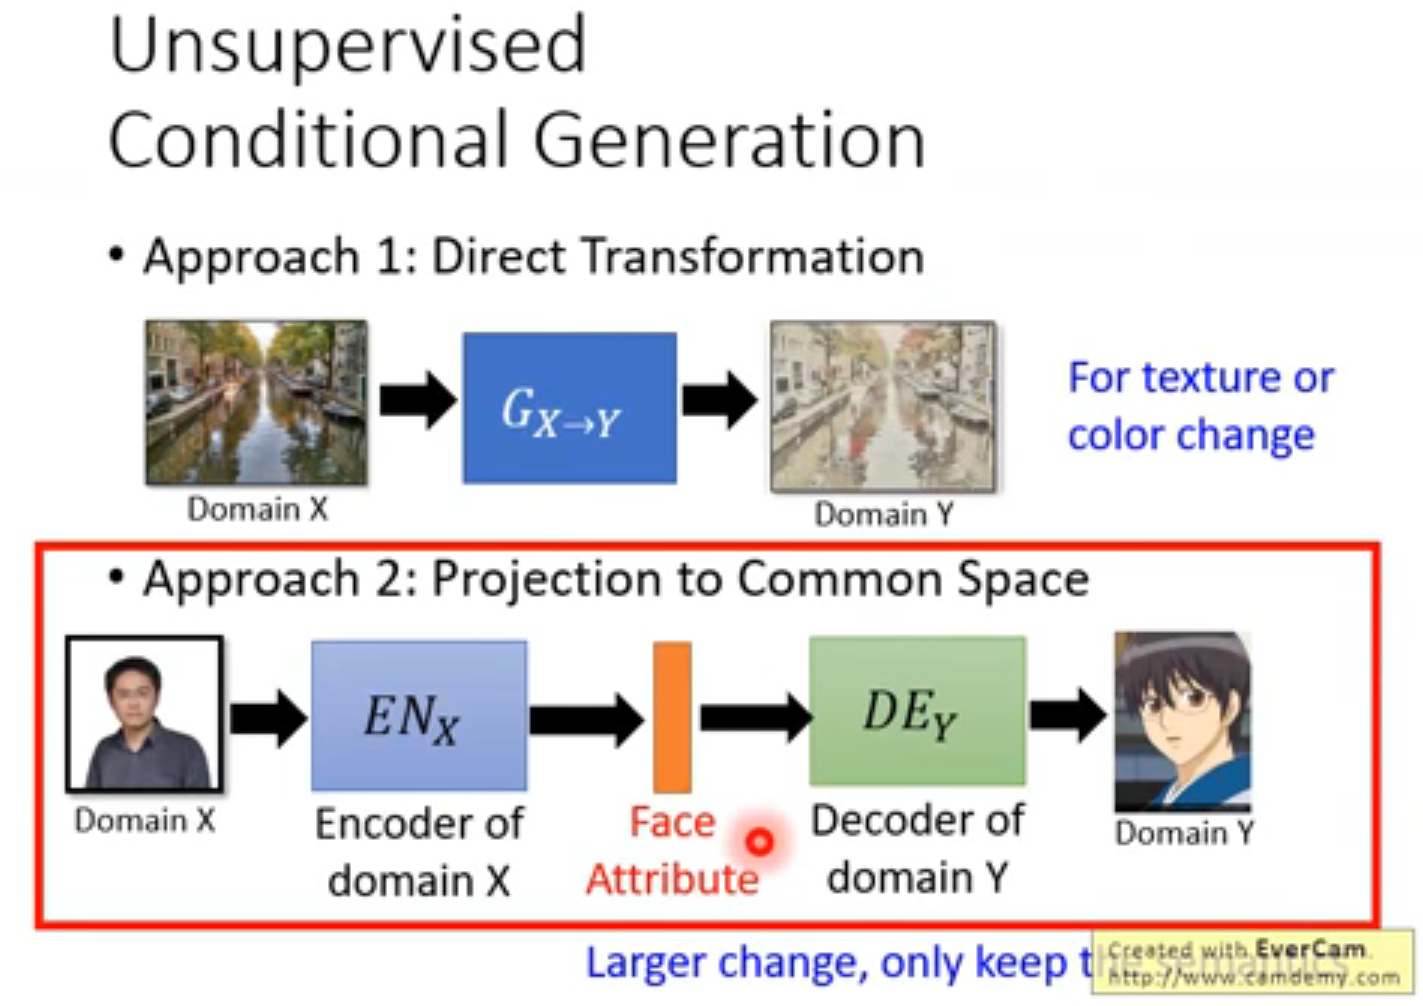 Unsupervised
Conditional Generation
• Approach 1: Direct Transformation
G_{X→Y}
For texture or
color change
Domain X
Domain Y
• Approach 2: Projection to Common Space
EN_X
DE_Y
Domain X
Encoder of
domain X
Face
Attribute
Decoder of
domain Y
Domain Y
Larger change, only keep the semantics
Created with EverCam.
http://www.camdemy.com